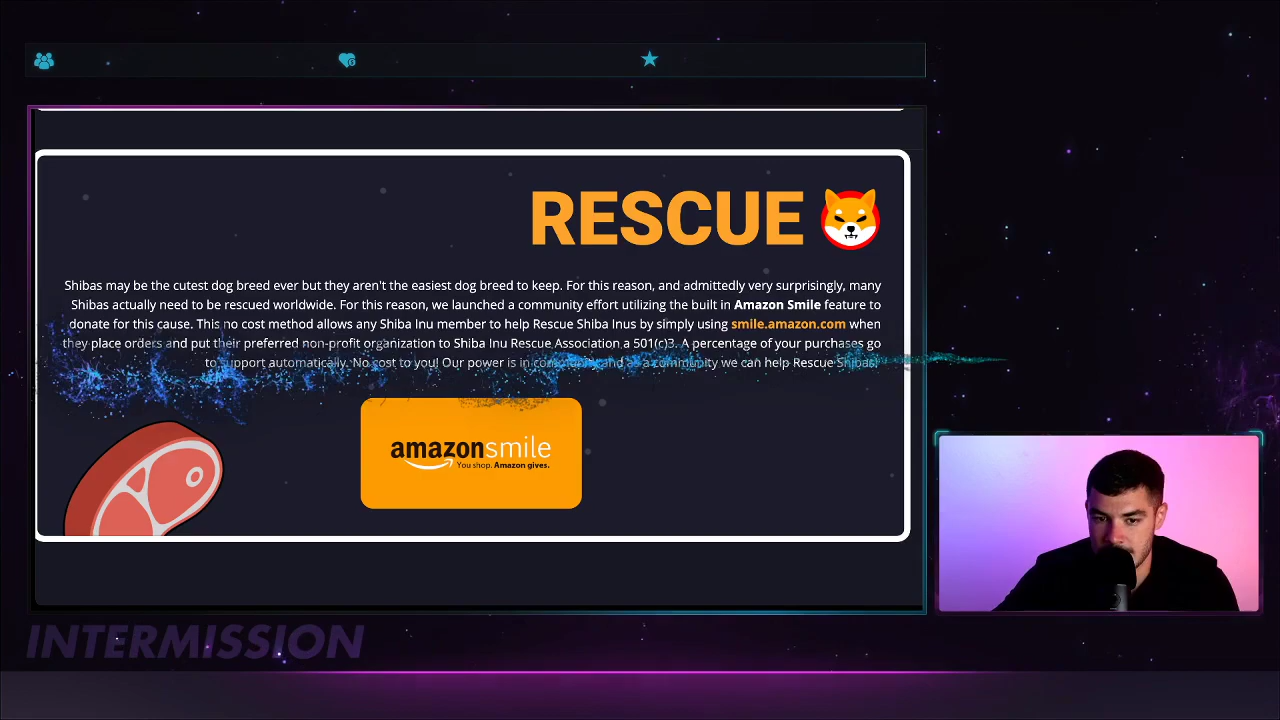 RESCUE
Shibas may be the cutest dog breed ever but they aren't the easiest dog breed to keep. For this reason, and admittedly very surprisingly, many
Shibas actually need to be rescued worldwide. For this reason, we launched a community effort utilizing the built in Amazon Smile feature to
donate for this cause. This no cost method allows any Shiba Inu member to help Rescue Shiba Inus by simply using smile.amazon.com when
they place orders and put their preferred non-profit organization to Shiba Inu Rescue Association a 501(c)3. A percentage of your purchases go
to support automatically. No cost to you! Our power is in community and as a community we can help Rescue Shibas!
amazonsmile
You shop. Amazon gives.
INTERMISSION